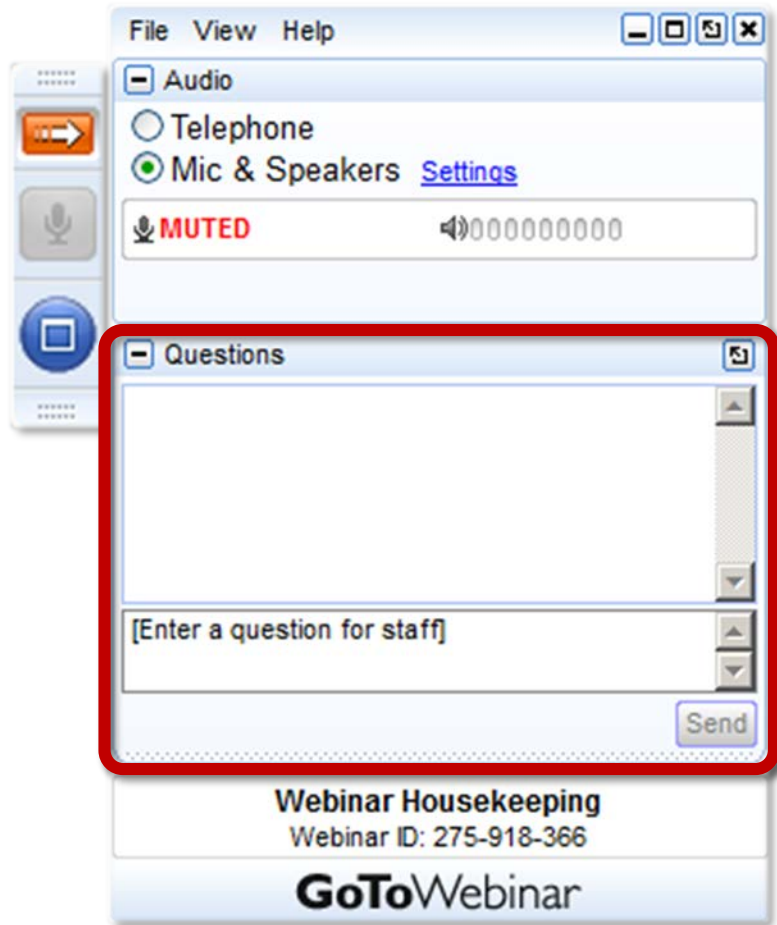 File View Help
Audio
Telephone
Mic & Speakers Settings
MUTED 000000000
Questions
[Enter a question for staff]
Send
Webinar Housekeeping
Webinar ID: 275-918-366
GoToWebinar